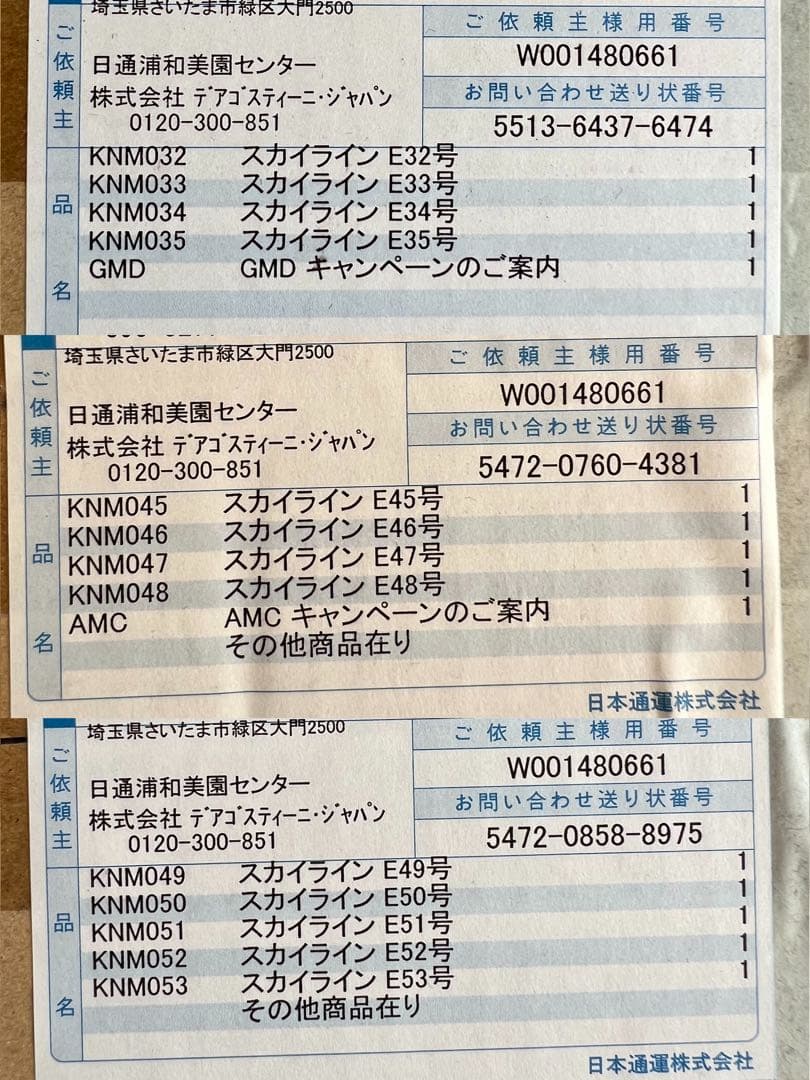 埼玉県さいたま市緑区大門2500
ご依頼主様用番号
W001480661
ご依頼主
日通浦和美園センター
お問い合わせ送り状番号
株式会社 ﾃﾞｱｺﾞｽﾃｨｰﾆ･ｼﾞｬﾊﾟﾝ
0120-300-851
5513-6437-6474
品名
KNM032 スカイライン E32号 1
KNM033 スカイライン E33号 1
KNM034 スカイライン E34号 1
KNM035 スカイライン E35号 1
GMD GMD キャンペーンのご案内 1
埼玉県さいたま市緑区大門2500
ご依頼主様用番号
W001480661
ご依頼主
日通浦和美園センター
お問い合わせ送り状番号
株式会社 ﾃﾞｱｺﾞｽﾃｨｰﾆ･ｼﾞｬﾊﾟﾝ
0120-300-851
5472-0760-4381
品名
KNM045 スカイライン E45号 1
KNM046 スカイライン E46号 1
KNM047 スカイライン E47号 1
KNM048 スカイライン E48号 1
AMC AMC キャンペーンのご案内 1
その他商品在り
日本通運株式会社
埼玉県さいたま市緑区大門2500
ご依頼主様用番号
W001480661
ご依頼主
日通浦和美園センター
お問い合わせ送り状番号
株式会社 ﾃﾞｱｺﾞｽﾃｨｰﾆ･ｼﾞｬﾊﾟﾝ
0120-300-851
5472-0858-8975
品名
KNM049 スカイライン E49号 1
KNM050 スカイライン E50号 1
KNM051 スカイライン E51号 1
KNM052 スカイライン E52号 1
KNM053 スカイライン E53号 1
その他商品在り
日本通運株式会社